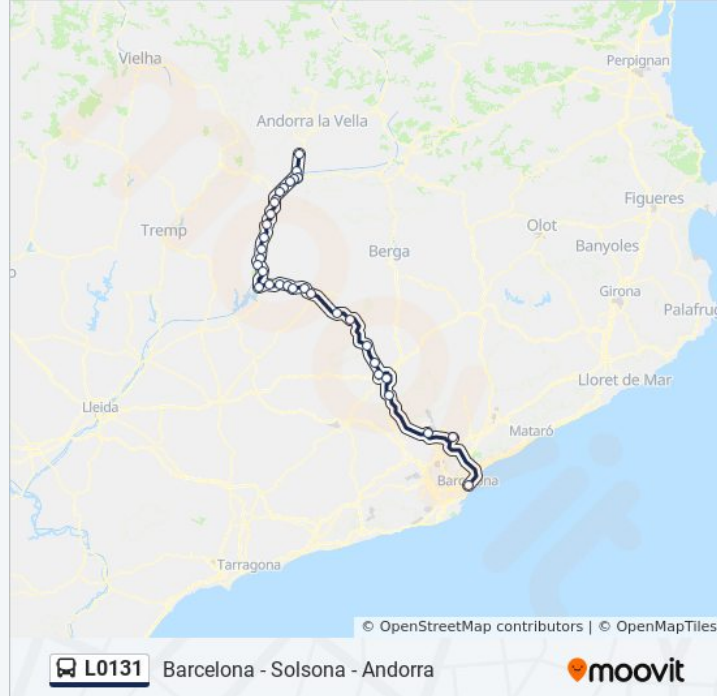 Vielha
Perpignan
Andorra la Vella
Figueres
Tremp
Olot
Berga
Banyoles
Girona
Palafrug
Lloret de Mar
Lleida
Mataró
Barcelona
Tarragona
© OpenStreetMap contributors | © OpenMapTiles
L0131 Barcelona - Solsona - Andorra
moovit